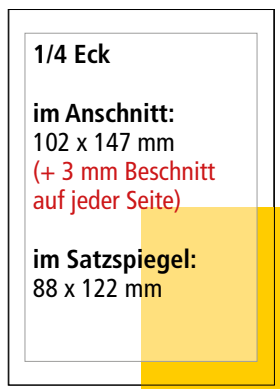 1/4 Eck
im Anschnitt:
102 x 147 mm
(+ 3 mm Beschnitt
auf jeder Seite)
im Satzspiegel:
88 x 122 mm